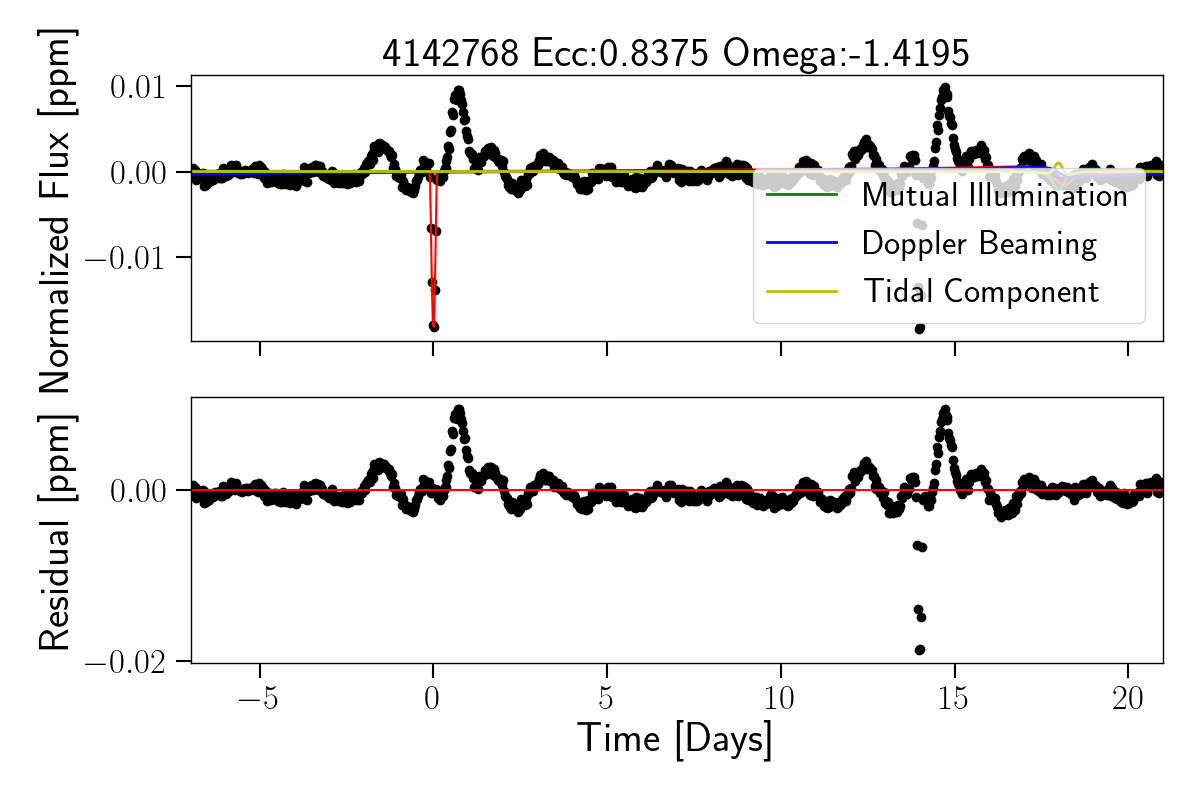 4142768 Ecc:0.8375 Omega:-1.4195
Normalized Flux [ppm]
0.01
0.00
−0.01
Mutual Illumination
Doppler Beaming
Tidal Component
Residual [ppm]
0.00
−0.02
−5 0 5 10 15 20
Time [Days]